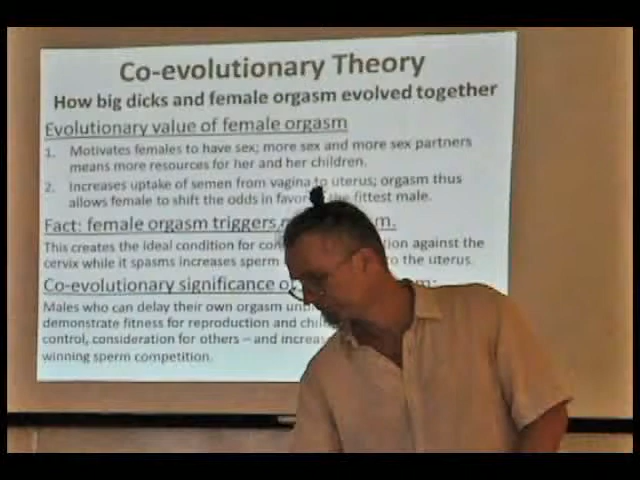 Co-evolutionary Theory
How big dicks and female orgasm evolved together
Evolutionary value of female orgasm
1. Motivates females to have sex; more sex and more sex partners
means more resources for her and her children.
2. Increases uptake of semen from vagina to uterus; orgasm thus
allows female to shift the odds in favor the fittest male.
Fact: female orgasm triggers
This creates the ideal condition for against the
cervix while it spasms increases sperm to the uterus.
Co-evolutionary significance of
Males who can delay their own orgasm
demonstrate fitness for reproduction and
control, consideration for others – and
winning sperm competition.